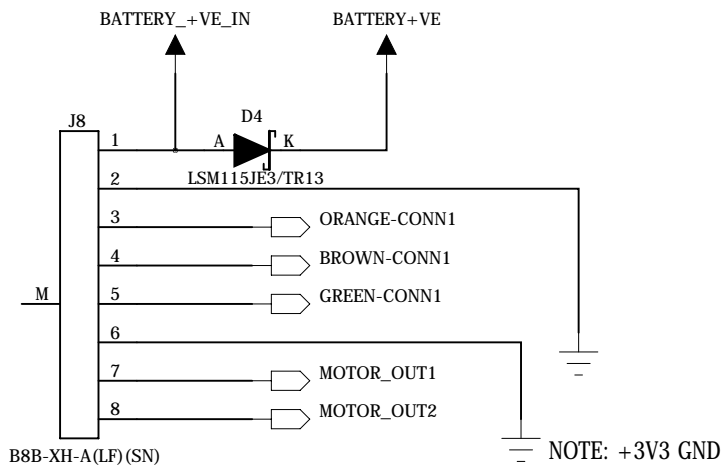 BATTERY_+VE_IN
BATTERY+VE
J8
D4
1
A
K
LSM115JE3/TR13
2
3
ORANGE-CONN1
4
BROWN-CONN1
M
5
GREEN-CONN1
6
7
MOTOR_OUT1
8
MOTOR_OUT2
B8B-XH-A(LF)(SN)
NOTE: +3V3 GND